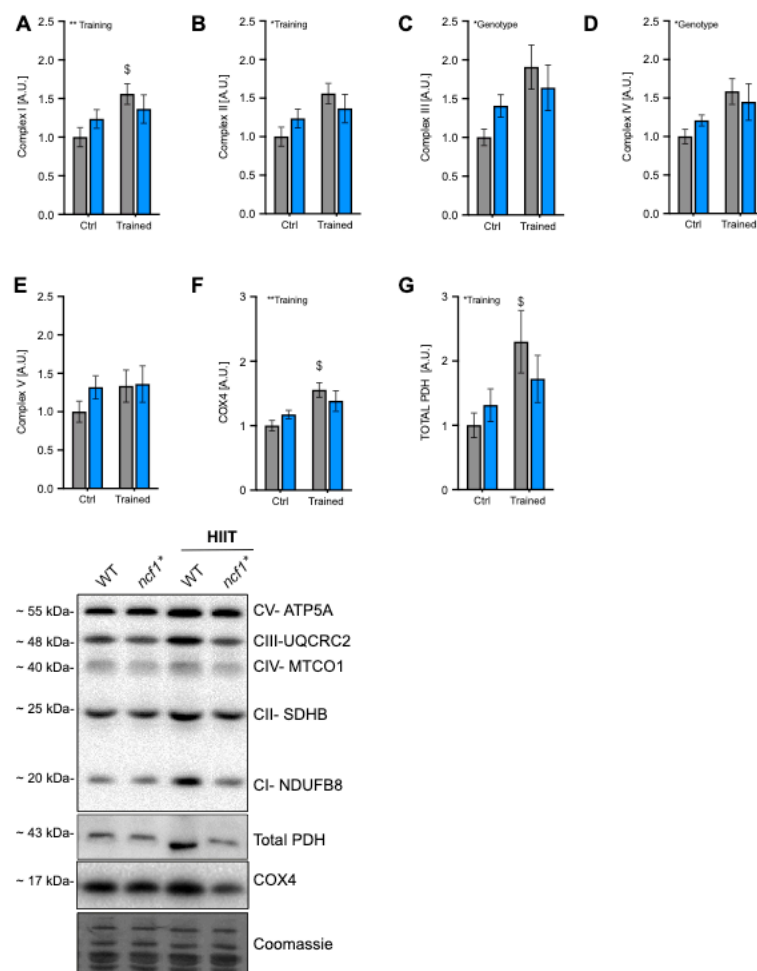 A
** Training
$
Complex I [A.U.]
2.5
2.0
1.5
1.0
0.5
0.0
Ctrl Trained
B
*Training
Complex II [A.U.]
2.5
2.0
1.5
1.0
0.5
0.0
Ctrl Trained
C
*Genotype
Complex III [A.U.]
2.5
2.0
1.5
1.0
0.5
0.0
Ctrl Trained
D
*Genotype
Complex IV [A.U.]
2.5
2.0
1.5
1.0
0.5
0.0
Ctrl Trained
E
Complex V [A.U.]
2.5
2.0
1.5
1.0
0.5
0.0
Ctrl Trained
F
**Training
$
COX4 [A.U.]
3
2
1
0
Ctrl Trained
G
*Training
$
TOTAL PDH [A.U.]
3
2
1
0
Ctrl Trained
HIIT
WT ncf1* WT ncf1*
~ 55 kDa- CV- ATP5A
~ 48 kDa- CIII-UQCRC2
~ 40 kDa- CIV- MTCO1
~ 25 kDa- CII- SDHB
~ 20 kDa- CI- NDUFB8
~ 43 kDa- Total PDH
~ 17 kDa- COX4
Coomassie